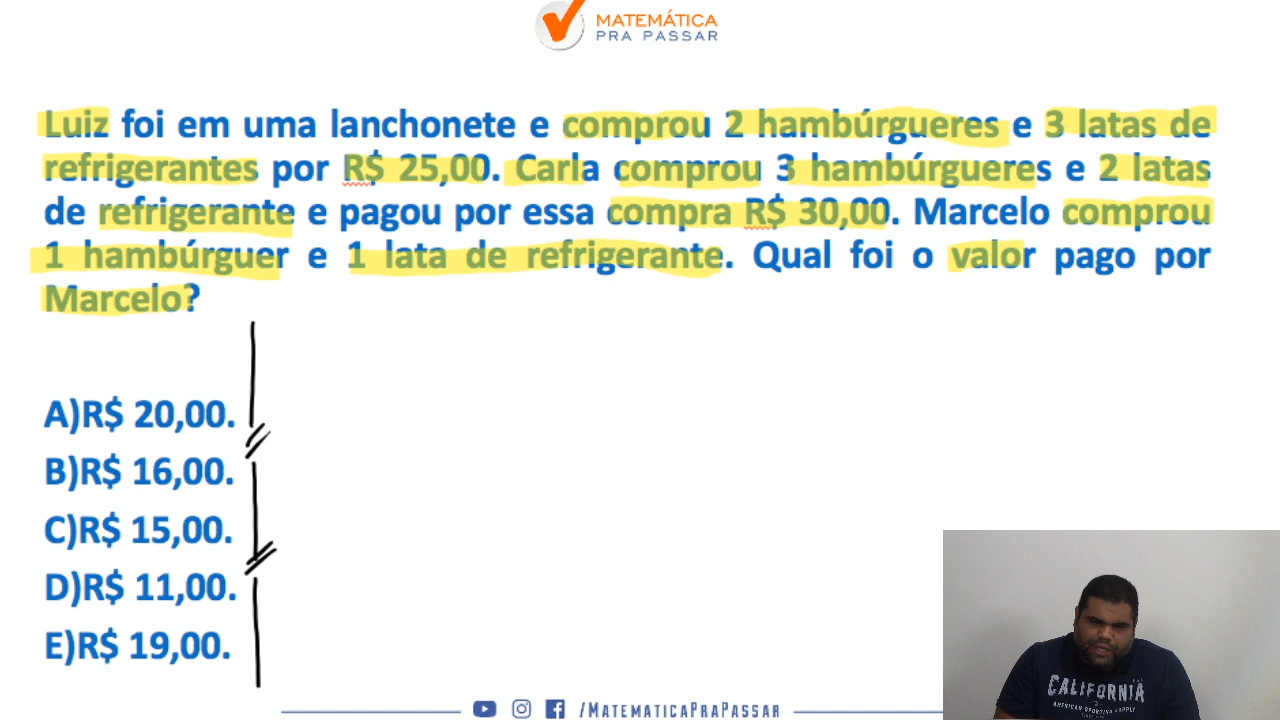 MATEMÁTICA
PRA PASSAR
Luiz foi em uma lanchonete e comprou 2 hambúrgueres e 3 latas de
refrigerantes por R$ 25,00. Carla comprou 3 hambúrgueres e 2 latas
de refrigerante e pagou por essa compra R$ 30,00. Marcelo comprou
1 hambúrguer e 1 lata de refrigerante. Qual foi o valor pago por
Marcelo?
A)R$ 20,00.
B)R$ 16,00.
C)R$ 15,00.
D)R$ 11,00.
E)R$ 19,00.
CALIFORNIA
AMERICAN SPORTING SUPPLY
/MATEMATICAPRAPASSAR